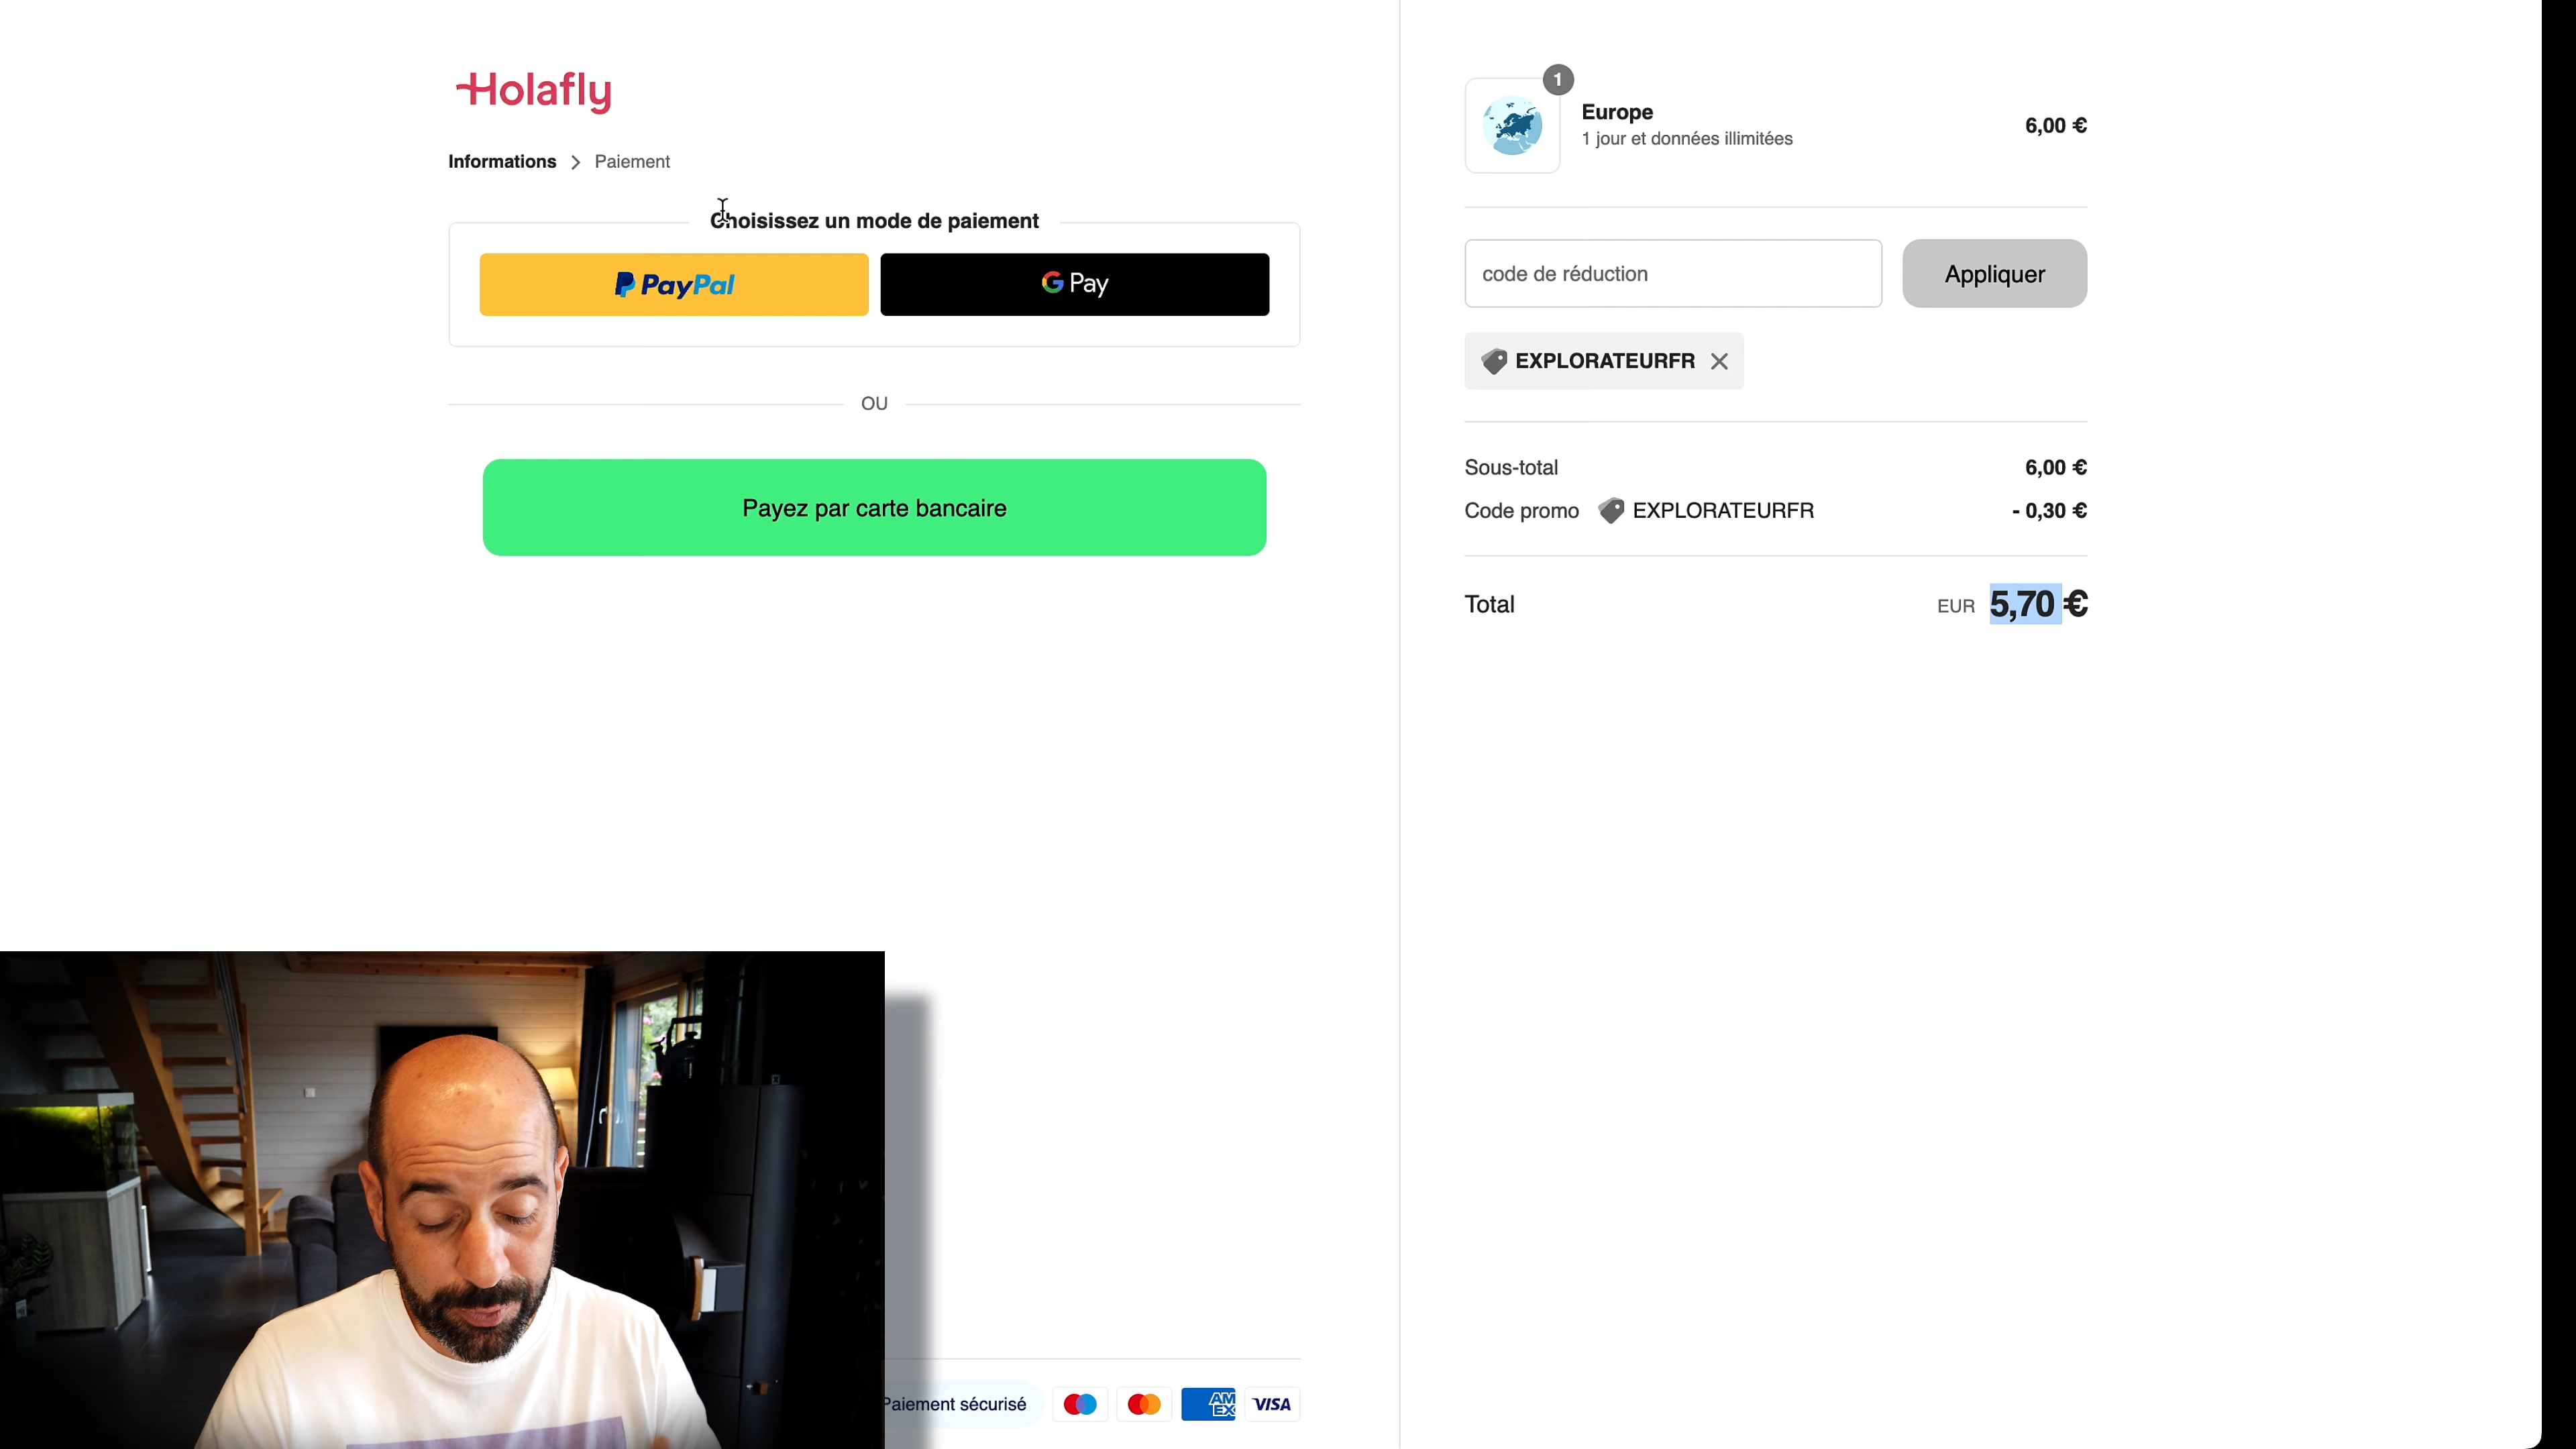 Holafly
Informations > Paiement
Choisissez un mode de paiement
PayPal
G Pay
OU
Payez par carte bancaire
Paiement sécurisé
AM
EX
VISA
1
Europe
1 jour et données illimitées
6,00 €
code de réduction
Appliquer
EXPLORATEURFR
Sous-total
6,00 €
Code promo EXPLORATEURFR
- 0,30 €
Total
EUR 5,70 €